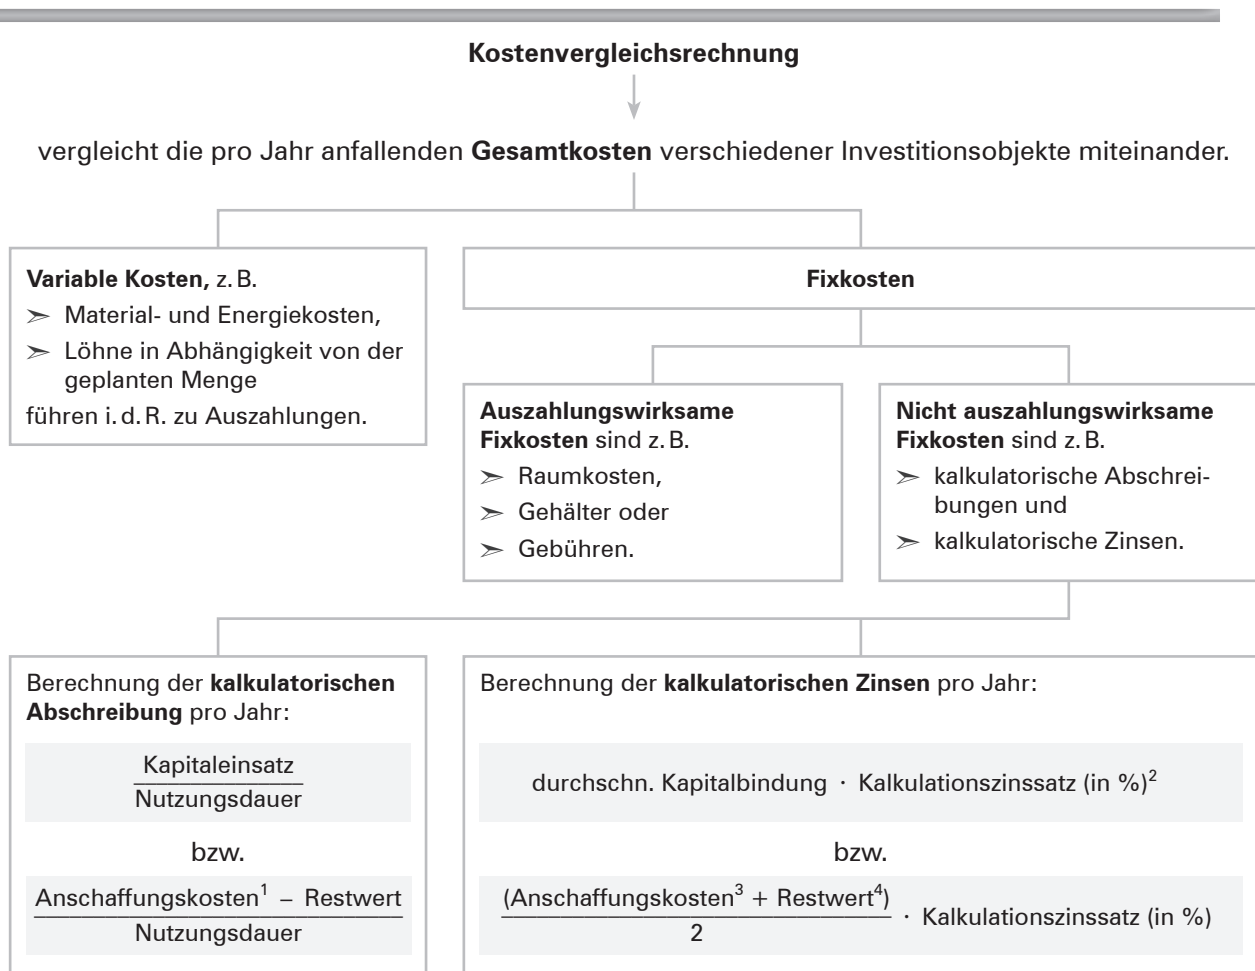 Kostenvergleichsrechnung
vergleicht die pro Jahr anfallenden Gesamtkosten verschiedener Investitionsobjekte miteinander.
Variable Kosten, z. B.
➣ Material- und Energiekosten,
➣ Löhne in Abhängigkeit von der
geplanten Menge
führen i. d. R. zu Auszahlungen.
Fixkosten
Auszahlungswirksame
Fixkosten sind z. B.
➣ Raumkosten,
➣ Gehälter oder
➣ Gebühren.
Nicht auszahlungswirksame
Fixkosten sind z. B.
➣ kalkulatorische Abschrei-
bungen und
➣ kalkulatorische Zinsen.
Berechnung der kalkulatorischen
Abschreibung pro Jahr:
Kapitaleinsatz
Nutzungsdauer
bzw.
Anschaffungskosten¹ – Restwert
Nutzungsdauer
Berechnung der kalkulatorischen Zinsen pro Jahr:
durchschn. Kapitalbindung · Kalkulationszinssatz (in %)²
bzw.
(Anschaffungskosten³ + Restwert⁴)
2
· Kalkulationszinssatz (in %)